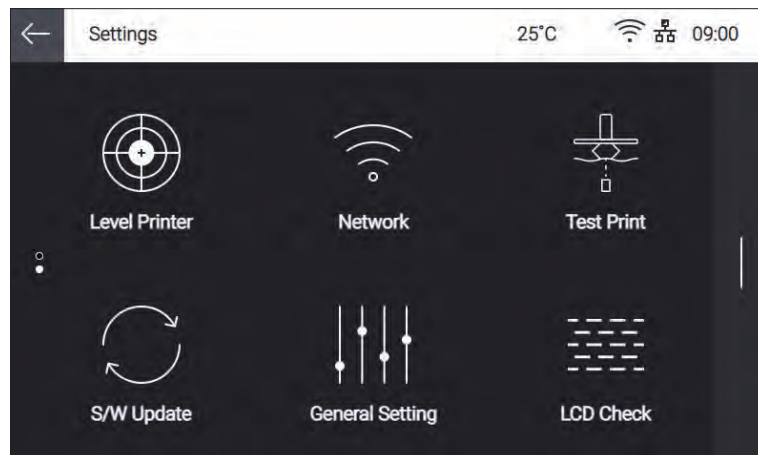 Settings 25°C 09:00
Level Printer Network Test Print
S/W Update General Setting LCD Check